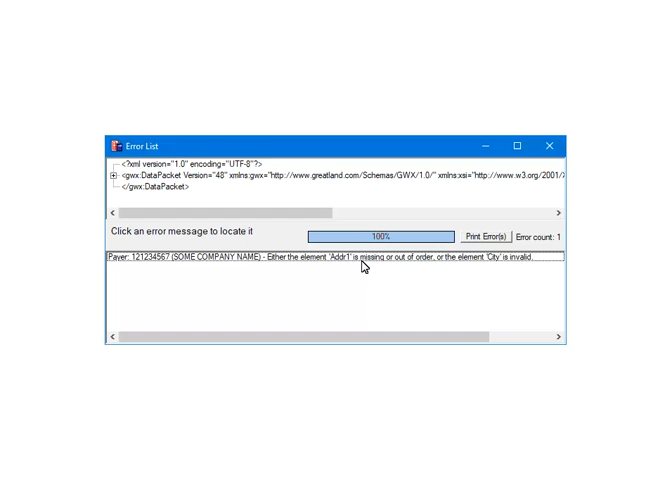 Error List
<?xml version="1.0" encoding="UTF-8"?>
<gwx:DataPacket Version="48" xmlns:gwx="http://www.greatland.com/Schemas/GWX/1.0/" xmlns:xsi="http://www.w3.org/2001/
</gwx:DataPacket>
Click an error message to locate it
100%
Print Error(s)
Error count: 1
Payer: 121234567 (SOME COMPANY NAME) - Either the element 'Addr1' is missing or out of order, or the element 'City' is invalid.